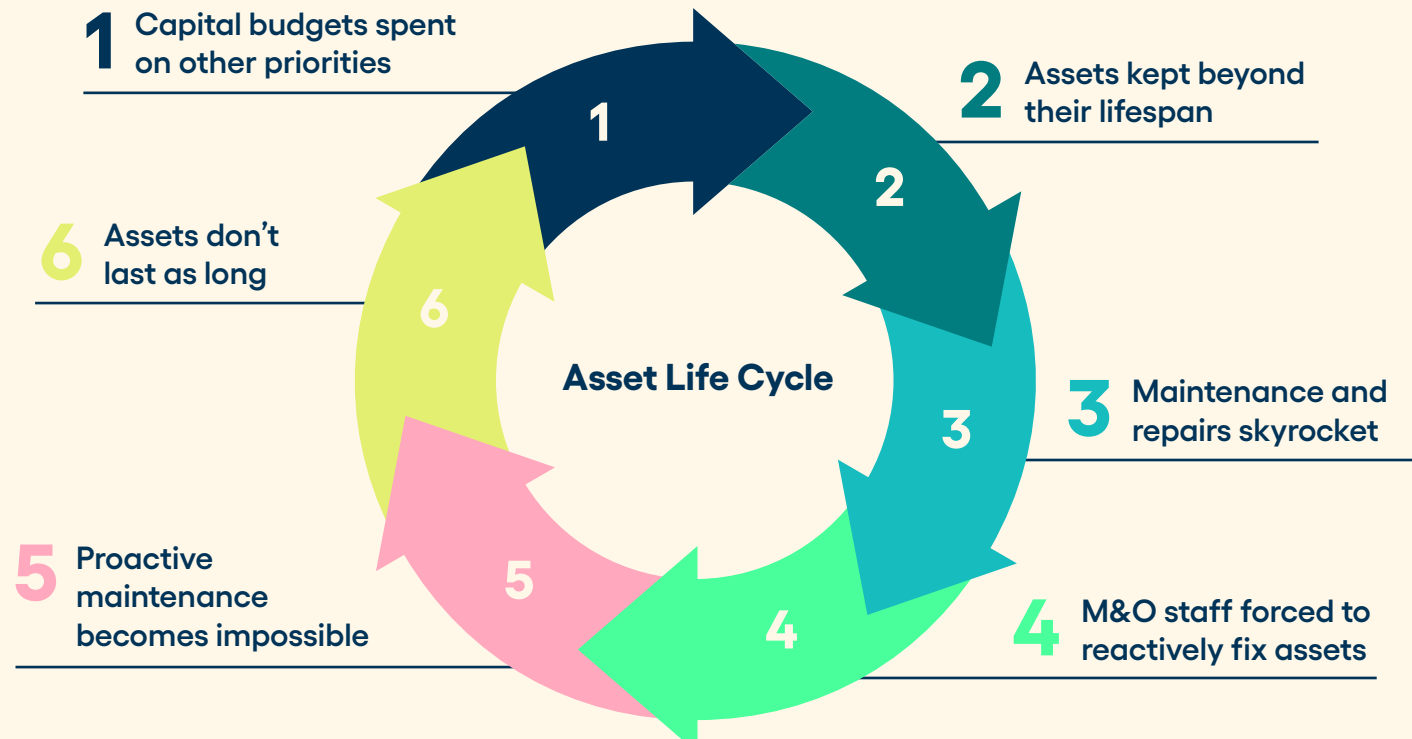 1 Capital budgets spent
on other priorities
2 Assets kept beyond
their lifespan
3 Maintenance and
repairs skyrocket
4 M&O staff forced to
reactively fix assets
5 Proactive
maintenance
becomes impossible
6 Assets don’t
last as long
Asset Life Cycle
1
2
3
4
5
6